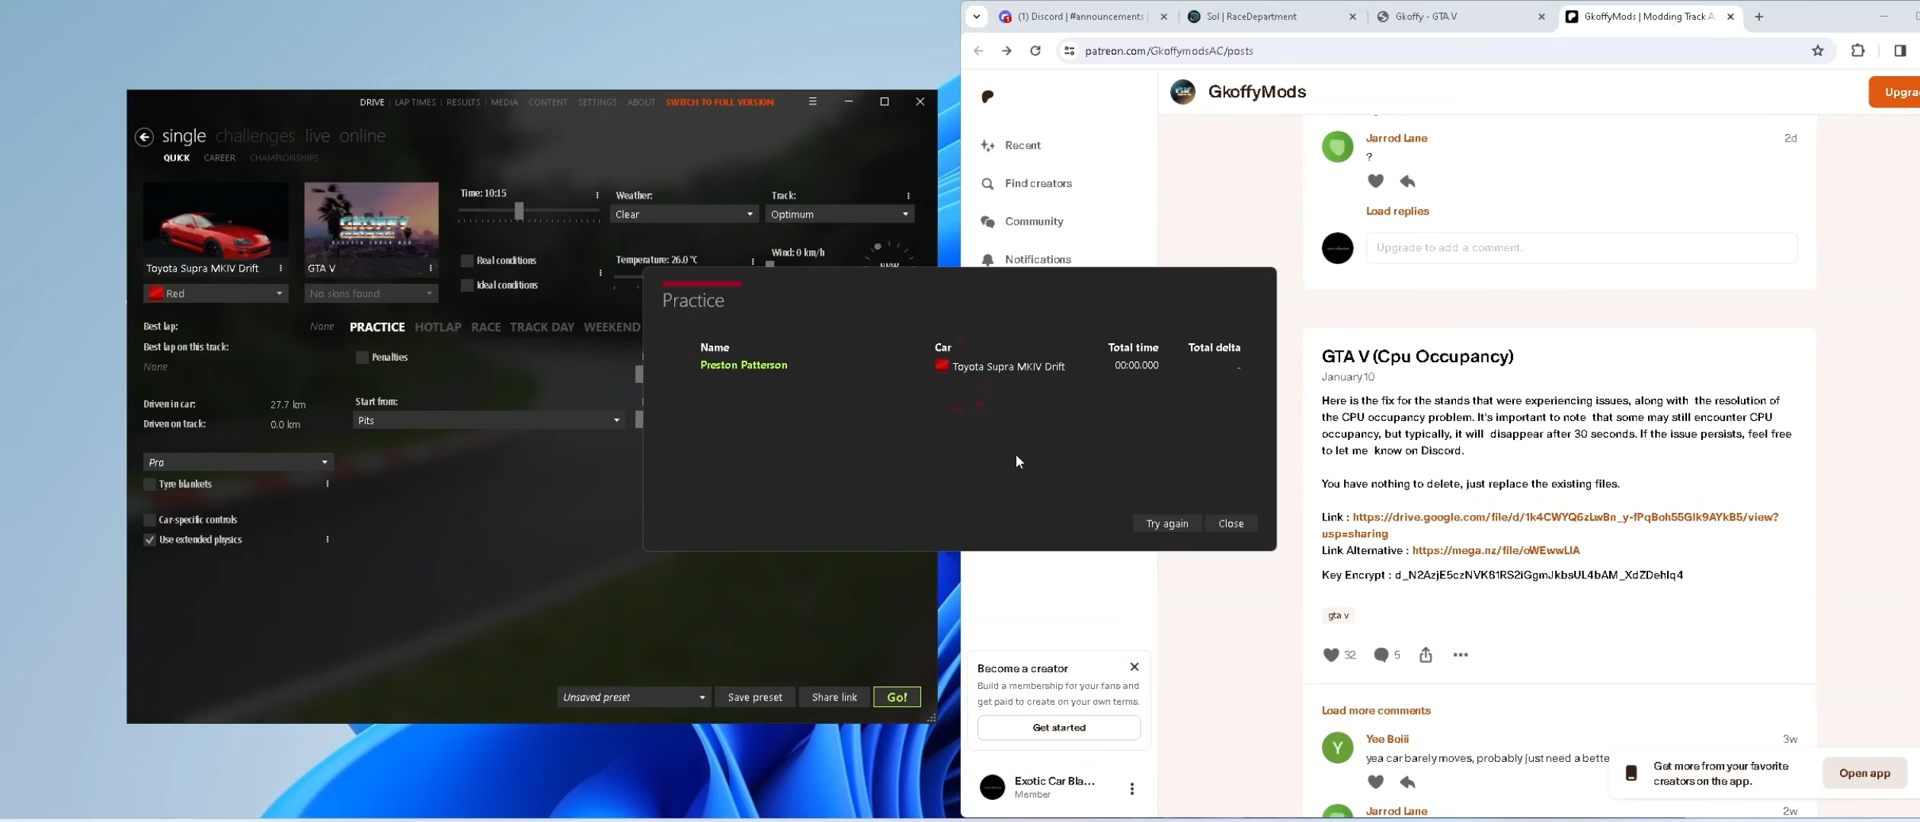 (1) Discord | #announcements
Sol | RaceDepartment
Gkoffy - GTA V
GkoffyMods | Modding Track A
patreon.com/GkoffymodsAC/posts
DRIVE | LAP TIMES | RESULTS | MEDIA CONTENT SETTINGS ABOUT SWITCH TO FULL VERSION
single challenges live online
QUICK CAREER CHAMPIONSHIPS
Toyota Supra MKIV Drift
GTA V
Red
No skins found
Time: 10:15
Weather:
Clear
Track:
Optimum
Real conditions
Ideal conditions
Temperature: 26.0 °C
Wind: 0 km/h
Best lap: None
Best lap on this track:
None
Driven in car: 27.7 km
Driven on track: 0.0 km
Pro
Tyre blankets
Car-specific controls
Use extended physics
PRACTICE HOTLAP RACE TRACK DAY WEEKEND
Penalties
Start from:
Pits
Unsaved preset
Save preset
Share link
Go!
Practice
Name Car Total time Total delta
Preston Patterson Toyota Supra MKIV Drift 00:00.000 -
Try again
Close
Recent
Find creators
Community
Notifications
Become a creator
Build a membership for your fans and
get paid to create on your own terms.
Get started
Exotic Car Bla...
Member
GkoffyMods
Upgra
Jarrod Lane 2d
?
Load replies
Upgrade to add a comment.
GTA V (Cpu Occupancy)
January 10
Here is the fix for the stands that were experiencing issues, along with the resolution of
the CPU occupancy problem. It's important to note that some may still encounter CPU
occupancy, but typically, it will disappear after 30 seconds. If the issue persists, feel free
to let me know on Discord.
You have nothing to delete, just replace the existing files.
Link : https://drive.google.com/file/d/1k4CWYQ6zLwBn_y-fPqBoh55Glk9AYkB5/view?
usp=sharing
Link Alternative : https://mega.nz/file/oWEwwLIA
Key Encrypt : d_N2AzjE5czNVK81RS2iGgmJkbsUL4bAM_XdZDehIq4
gta v
32
5
Load more comments
Y
Yee Boiii 3w
yea car barely moves, probably just need a bette
Jarrod Lane 2w
Get more from your favorite
creators on the app.
Open app